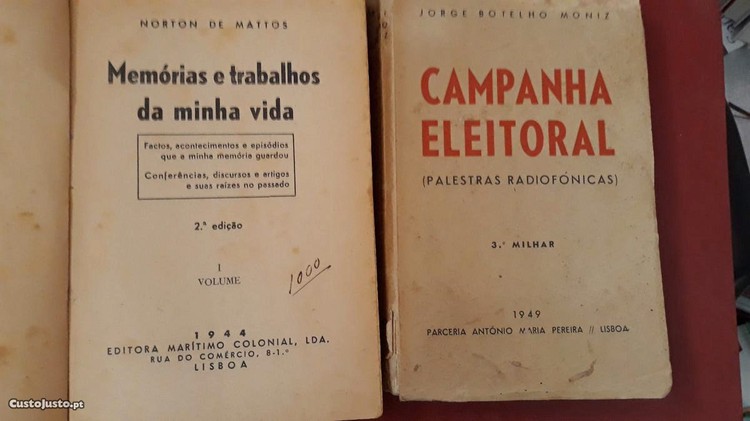 NORTON DE MATTOS
Memórias e trabalhos
da minha vida
Factos, acontecimentos e episódios
que a minha memória guardou
Conferências, discursos e artigos
e suas raízes no passado
2.ª edição
I
VOLUME
1000
1944
EDITORA MARÍTIMO COLONIAL, LDA.
RUA DO COMÉRCIO, 8-1.º
LISBOA
JORGE BOTELHO MONIZ
CAMPANHA
ELEITORAL
(PALESTRAS RADIOFÓNICAS)
3.º MILHAR
1949
PARCERIA ANTÓNIO MARIA PEREIRA // LISBOA
CustoJusto.pt